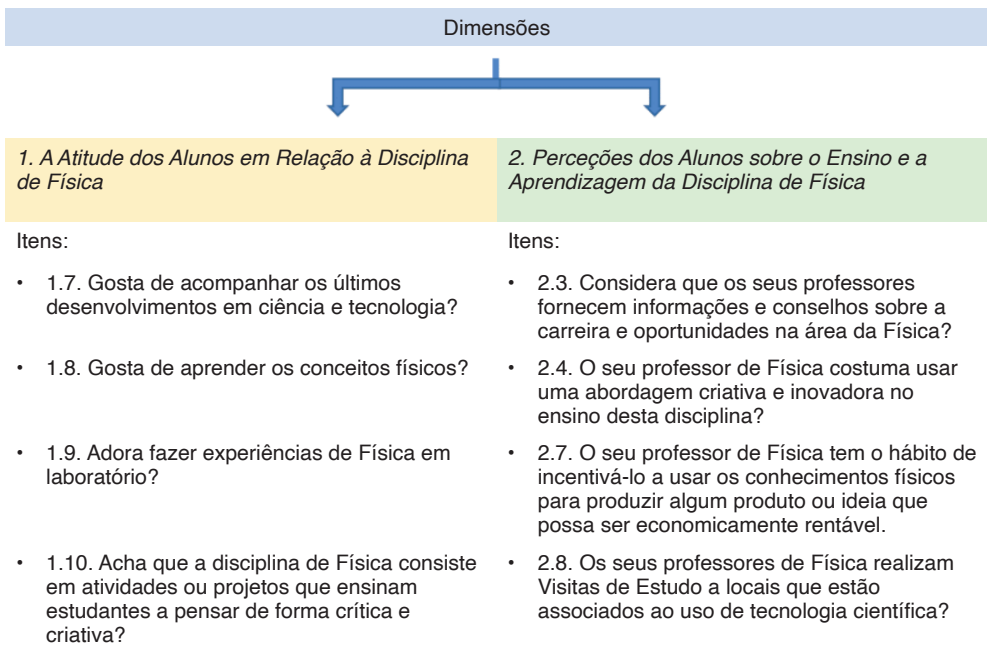 Dimensões
1. A Atitude dos Alunos em Relação à Disciplina
de Física
2. Perceções dos Alunos sobre o Ensino e a
Aprendizagem da Disciplina de Física
Itens:
• 1.7. Gosta de acompanhar os últimos
desenvolvimentos em ciência e tecnologia?
• 1.8. Gosta de aprender os conceitos físicos?
• 1.9. Adora fazer experiências de Física em
laboratório?
• 1.10. Acha que a disciplina de Física consiste
em atividades ou projetos que ensinam
estudantes a pensar de forma crítica e
criativa?
Itens:
• 2.3. Considera que os seus professores
fornecem informações e conselhos sobre a
carreira e oportunidades na área da Física?
• 2.4. O seu professor de Física costuma usar
uma abordagem criativa e inovadora no
ensino desta disciplina?
• 2.7. O seu professor de Física tem o hábito de
incentivá-lo a usar os conhecimentos físicos
para produzir algum produto ou ideia que
possa ser economicamente rentável.
• 2.8. Os seus professores de Física realizam
Visitas de Estudo a locais que estão
associados ao uso de tecnologia científica?